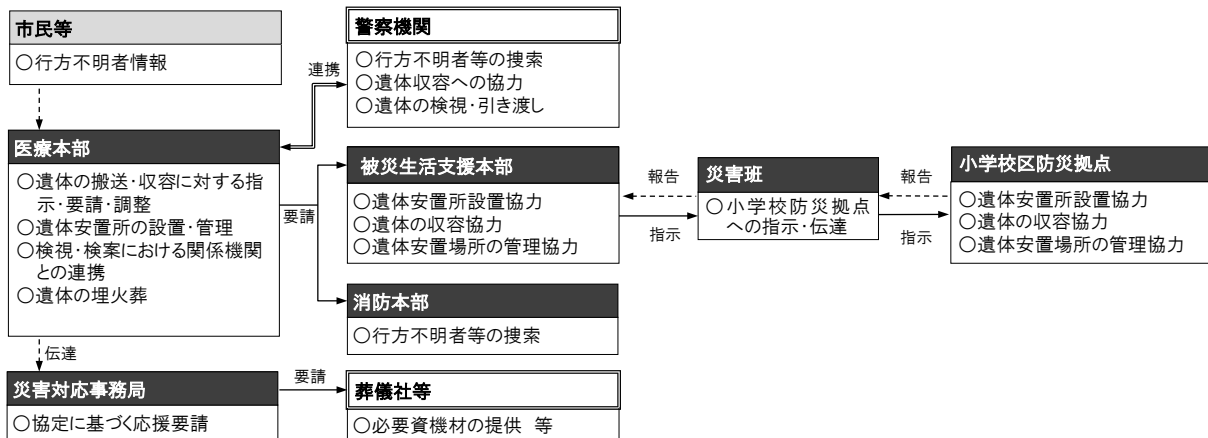 市民等
○行方不明者情報
警察機関
○行方不明者等の捜索
○遺体収容への協力
○遺体の検視・引き渡し
連携
医療本部
○遺体の搬送・収容に対する指
示・要請・調整
○遺体安置所の設置・管理
○検視・検案における関係機関
との連携
○遺体の埋火葬
要請
被災生活支援本部
○遺体安置所設置協力
○遺体の収容協力
○遺体安置場所の管理協力
報告
指示
災害班
○小学校防災拠点
への指示・伝達
報告
指示
小学校区防災拠点
○遺体安置所設置協力
○遺体の収容協力
○遺体安置場所の管理協力
消防本部
○行方不明者等の捜索
伝達
災害対応事務局
○協定に基づく応援要請
要請
葬儀社等
○必要資機材の提供 等